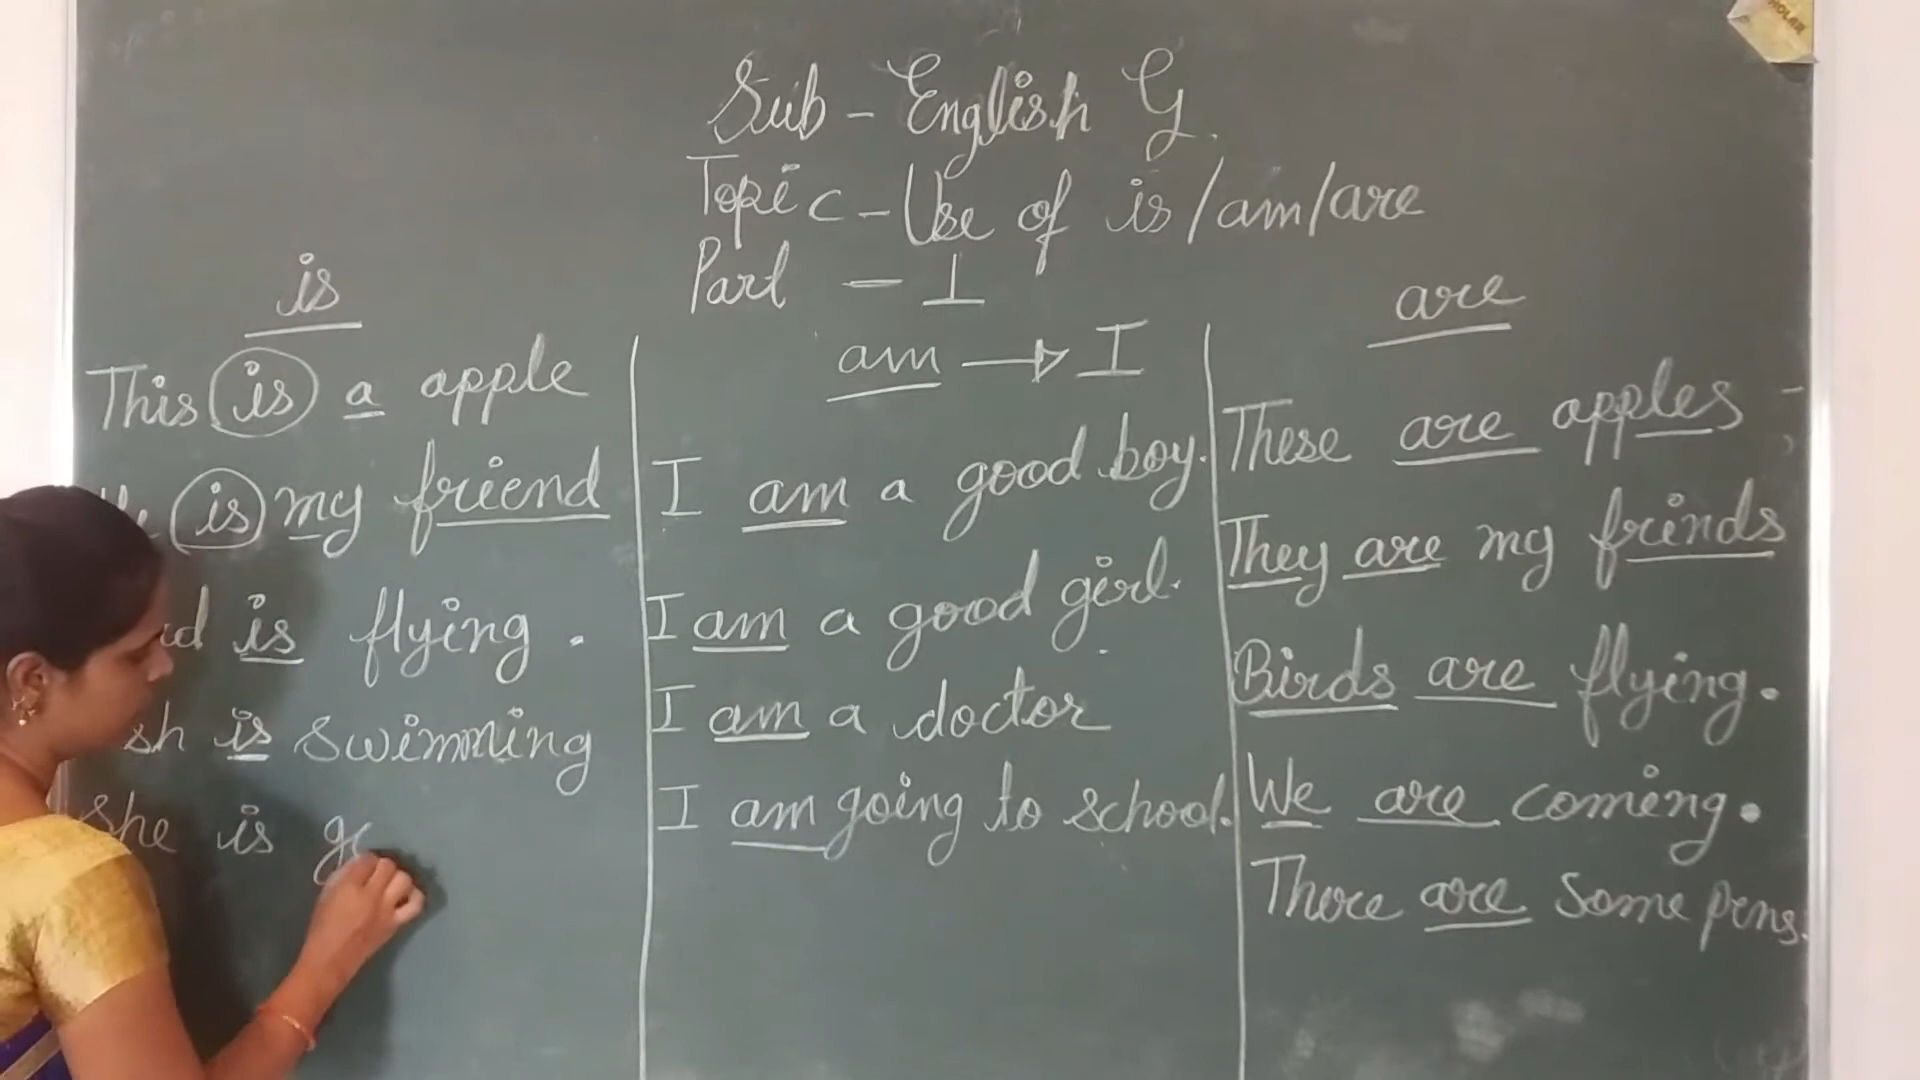 Sub - English G.
Topic - Use of is/am/are
Part - I
is
This is a apple
is my friend
is flying.
is swimming
she is
am → I
I am a good boy.
I am a good girl.
I am a doctor
I am going to school.
are
These are apples
They are my frinds
Birds are flying.
We are coming.
There are some pens.